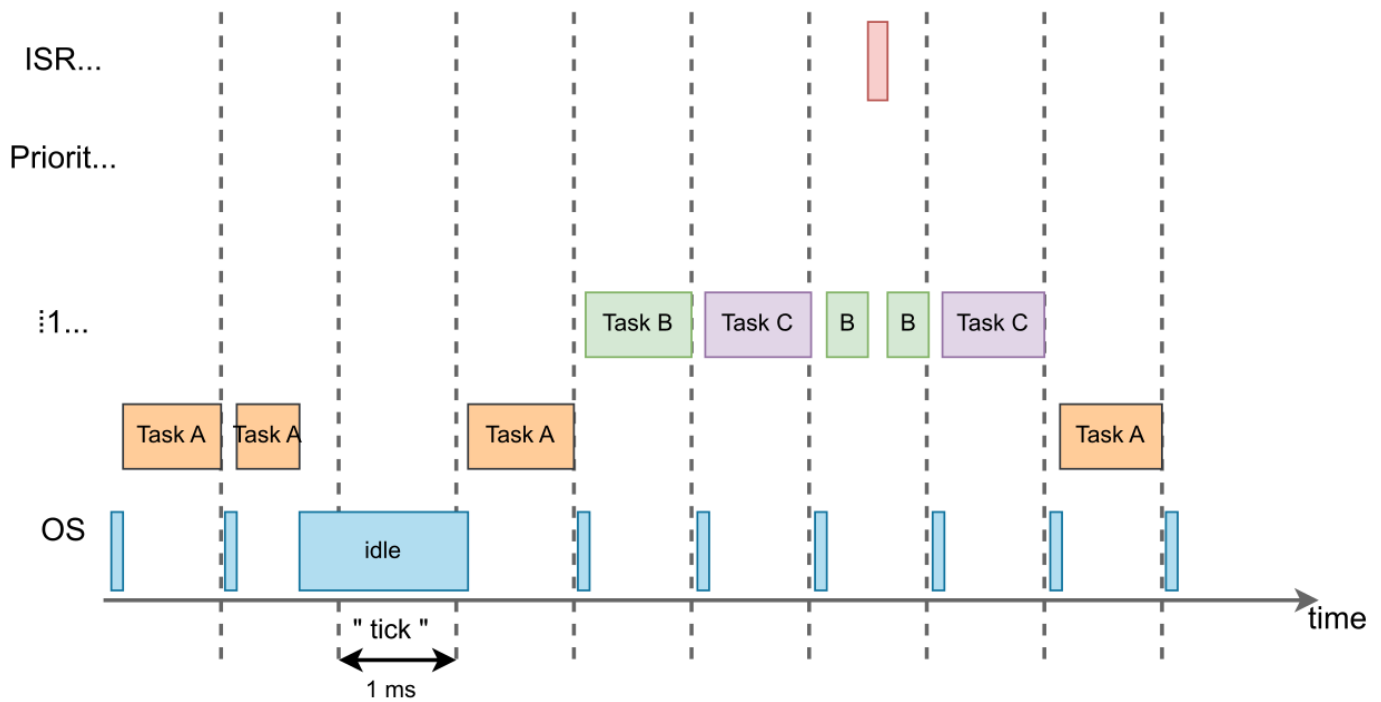 ISR...
Priorit...
⁞1...
Task B
Task C
B
B
Task C
Task A
Task A
Task A
Task A
OS
idle
time
" tick "
1 ms